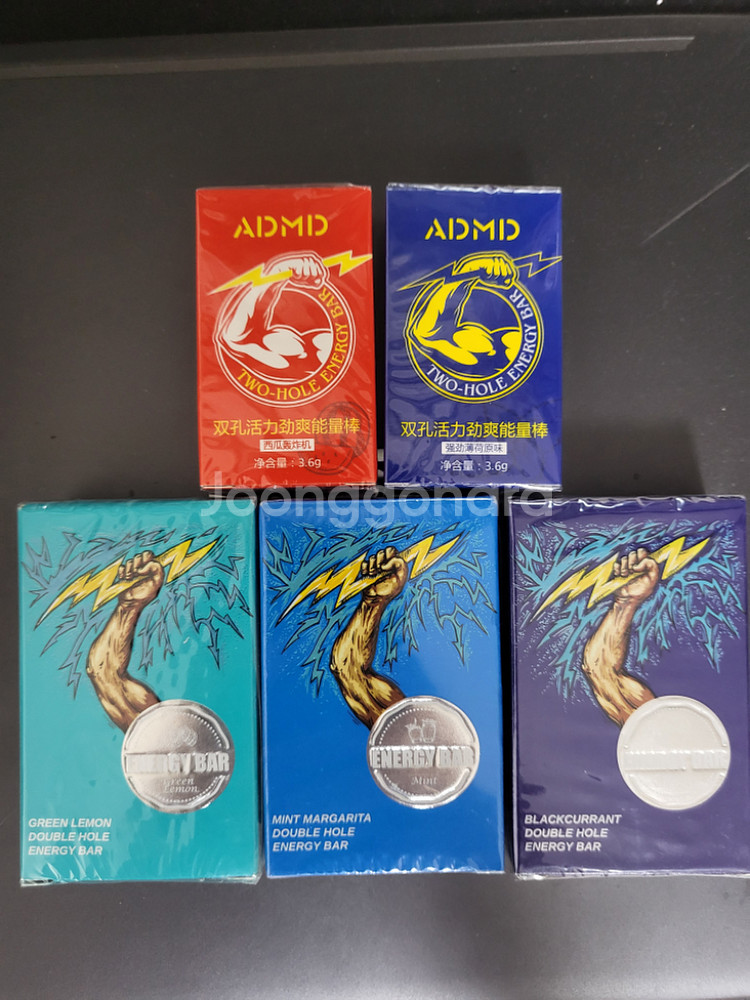 ADMD
TWO-HOLE ENERGY BAR
双孔活力劲爽能量棒
西瓜轰炸机
净含量：3.6g
ADMD
TWO-HOLE ENERGY BAR
双孔活力劲爽能量棒
强劲薄荷原味
净含量：3.6g
Joonggonara
ENERGY BAR
Green
Lemon
GREEN LEMON
DOUBLE HOLE
ENERGY BAR
ENERGY BAR
Mint
MINT MARGARITA
DOUBLE HOLE
ENERGY BAR
BAR
BLACKCURRANT
DOUBLE HOLE
ENERGY BAR